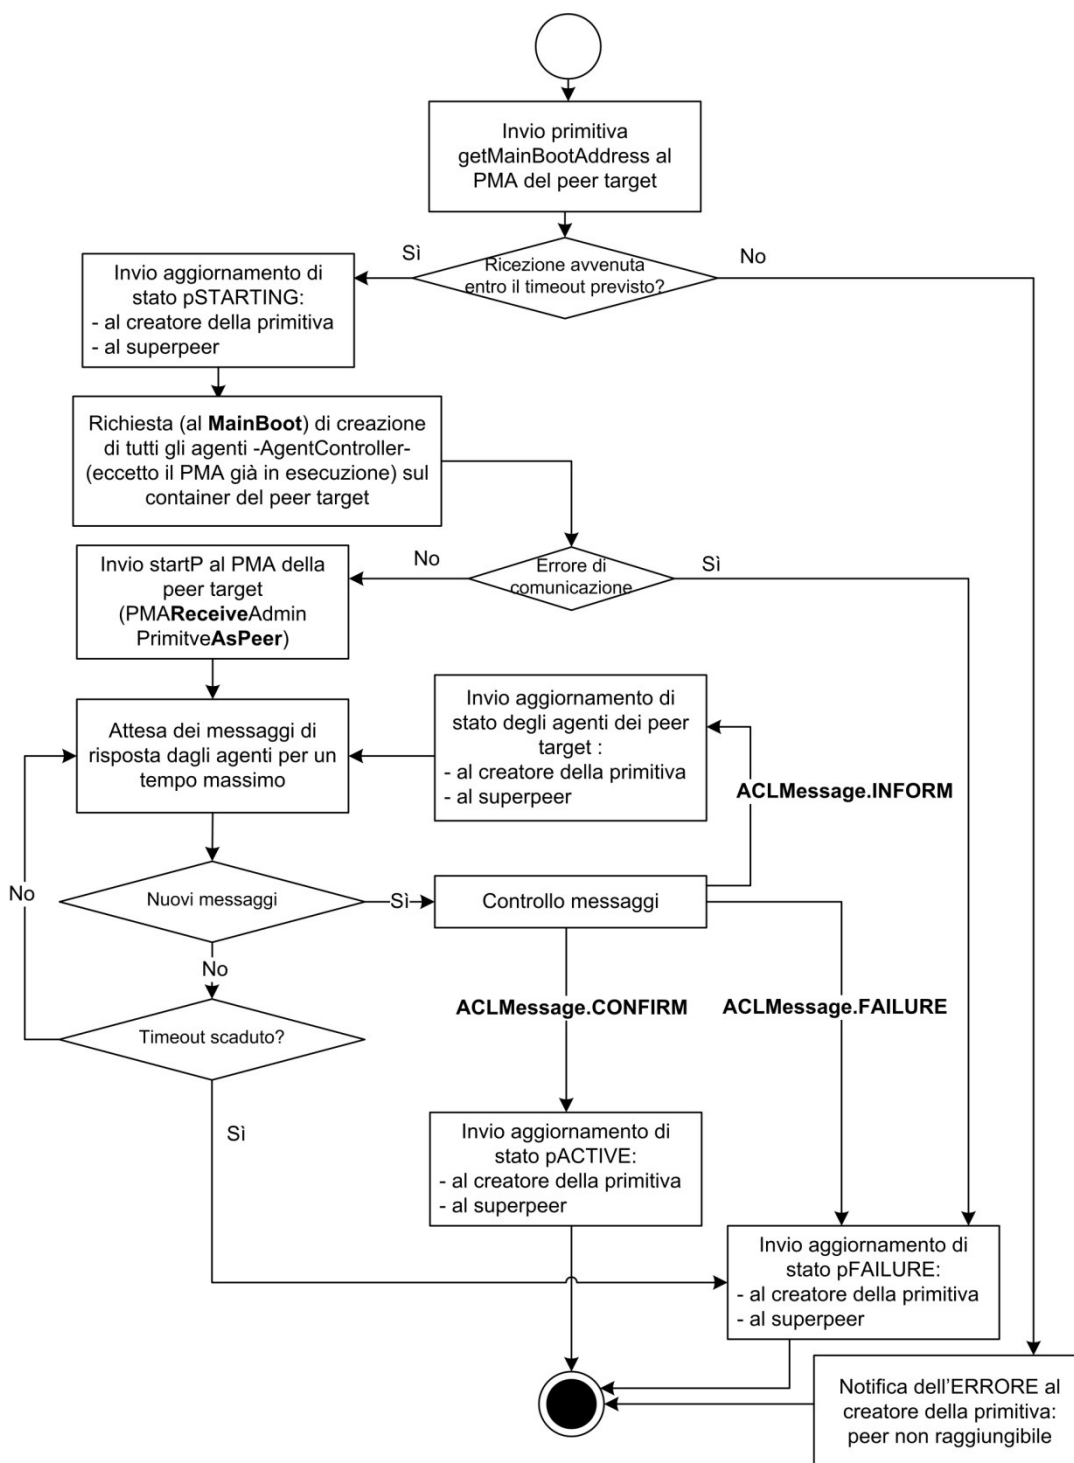 Invio primitiva
getMainBootAddress al
PMA del peer target
Sì
Ricezione avvenuta
entro il timeout previsto?
No
Invio aggiornamento di
stato pSTARTING:
- al creatore della primitiva
- al superpeer
Richiesta (al MainBoot) di creazione
di tutti gli agenti -AgentController-
(eccetto il PMA già in esecuzione) sul
container del peer target
Errore di
comunicazione
No
Sì
Invio startP al PMA della
peer target
(PMAReceiveAdmin
PrimitveAsPeer)
Attesa dei messaggi di
risposta dagli agenti per un
tempo massimo
Invio aggiornamento di
stato degli agenti dei peer
target :
- al creatore della primitiva
- al superpeer
ACLMessage.INFORM
No
Nuovi messaggi
Sì
Controllo messaggi
No
ACLMessage.CONFIRM
ACLMessage.FAILURE
Timeout scaduto?
Sì
Invio aggiornamento di
stato pACTIVE:
- al creatore della primitiva
- al superpeer
Invio aggiornamento di
stato pFAILURE:
- al creatore della primitiva
- al superpeer
Notifica dell'ERRORE al
creatore della primitiva:
peer non raggiungibile